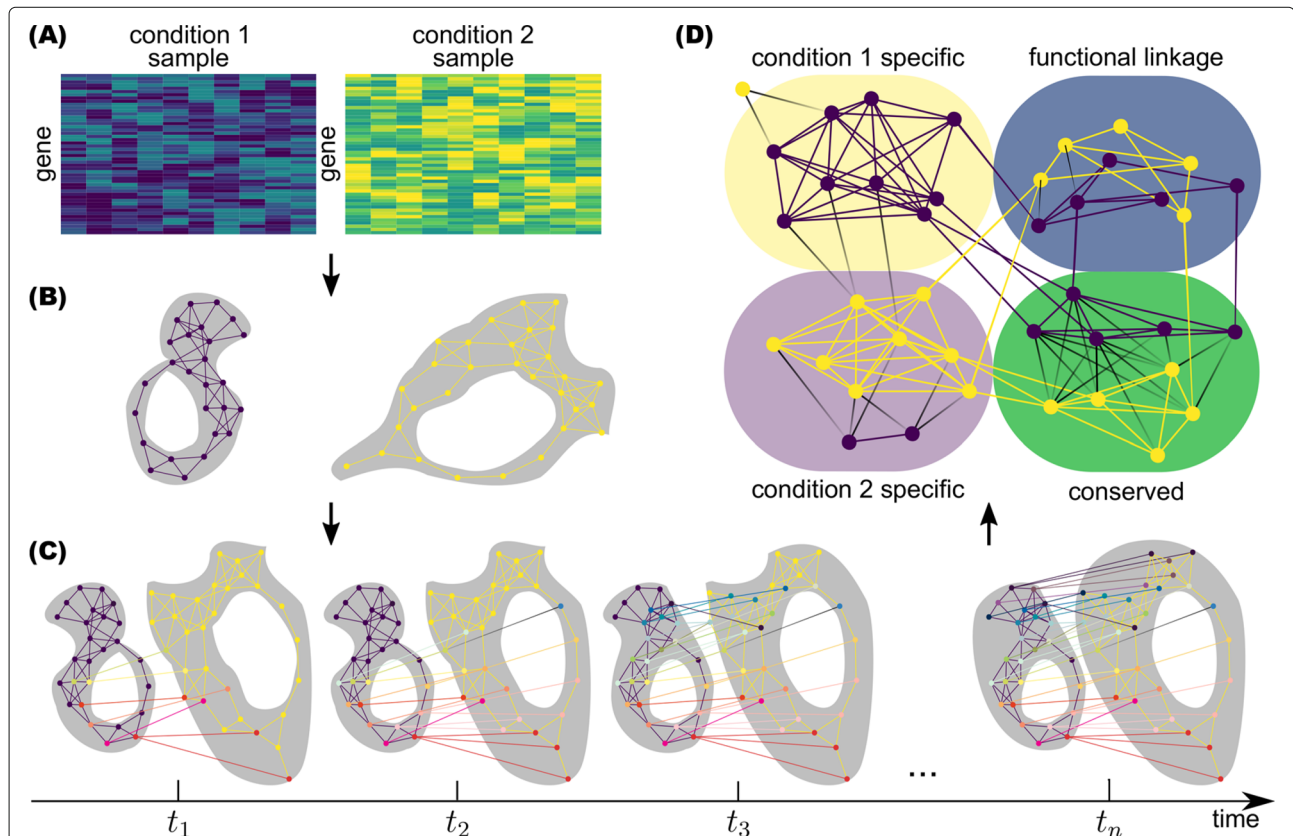 (A)
condition 1
sample
gene
condition 2
sample
gene
(B)
(C)
(D)
condition 1 specific
functional linkage
condition 2 specific
conserved
...
t1
t2
t3
tn
time